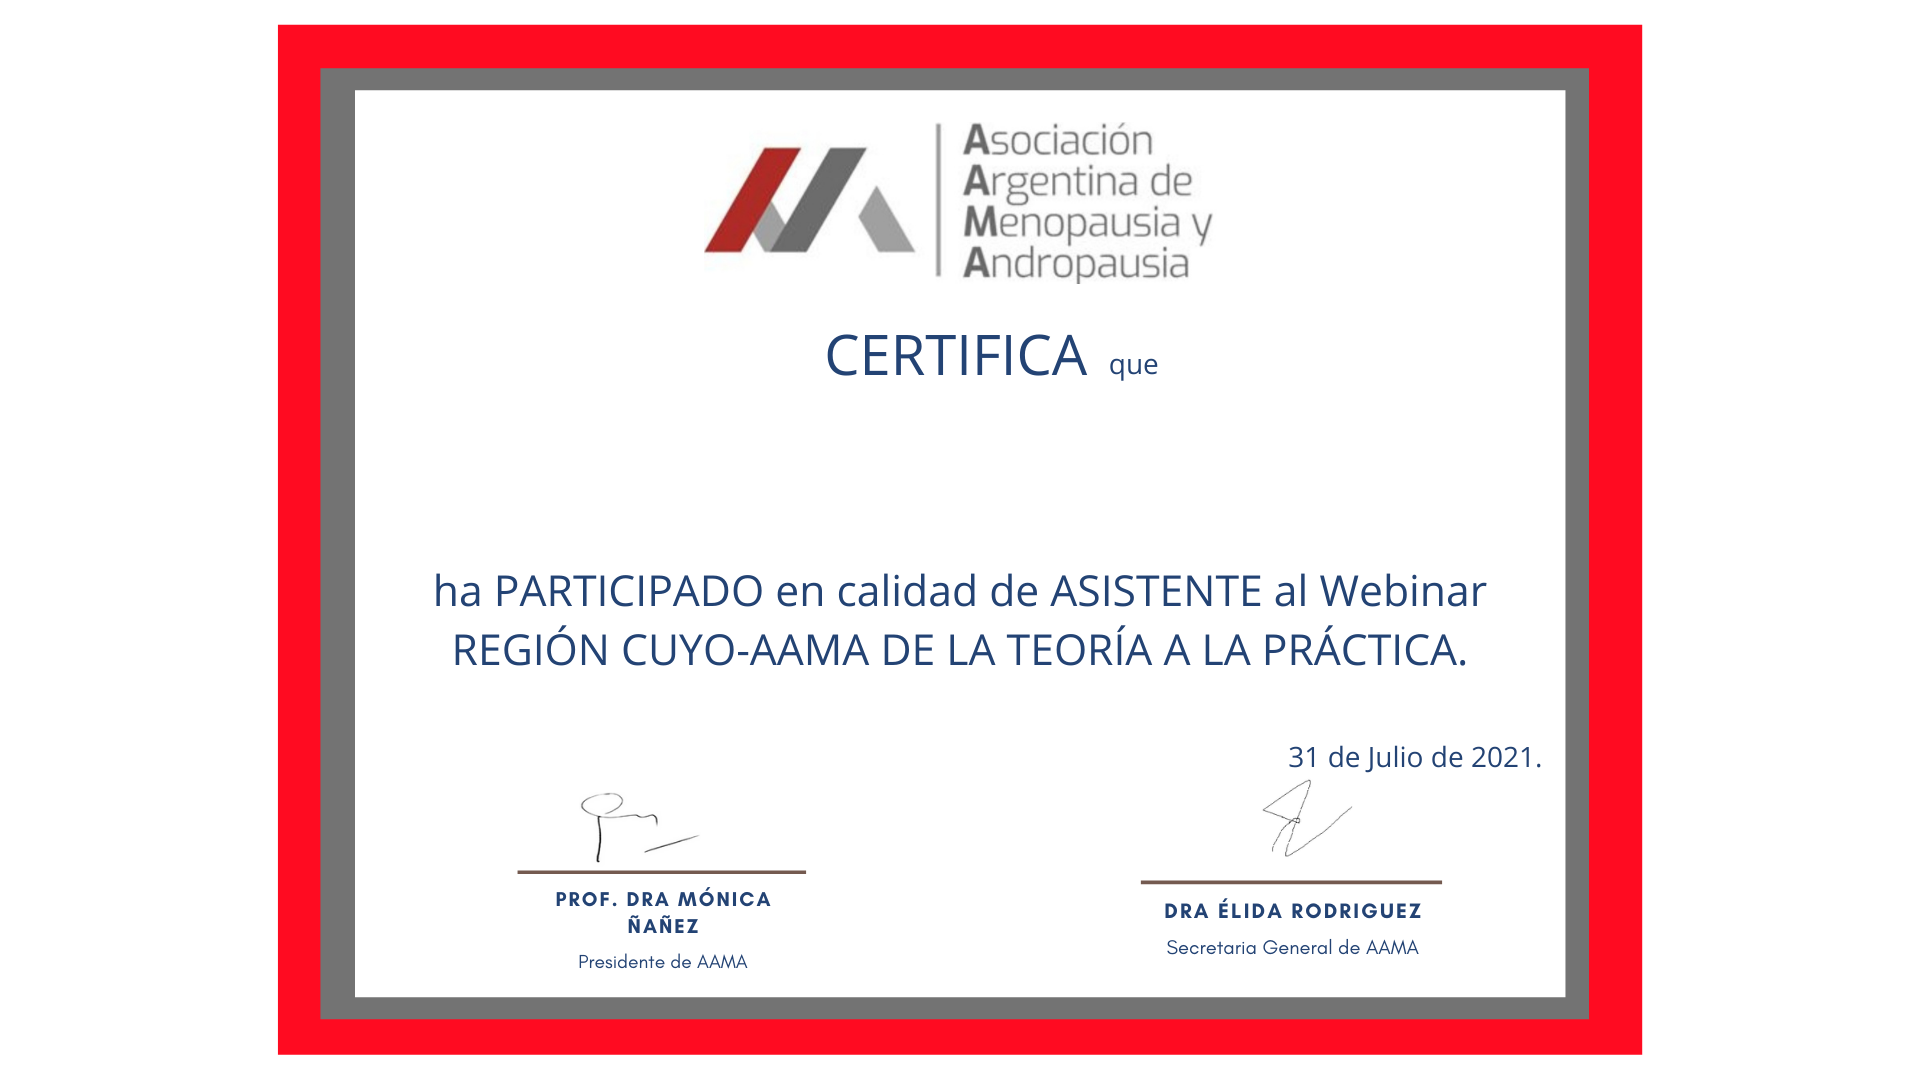 Asociación
Argentina de
Menopausia y
Andropausia
CERTIFICA que
ha PARTICIPADO en calidad de ASISTENTE al Webinar
REGIÓN CUYO-AAMA DE LA TEORÍA A LA PRÁCTICA.
31 de Julio de 2021.
PROF. DRA MÓNICA
ÑAÑEZ
Presidente de AAMA
DRA ÉLIDA RODRIGUEZ
Secretaria General de AAMA